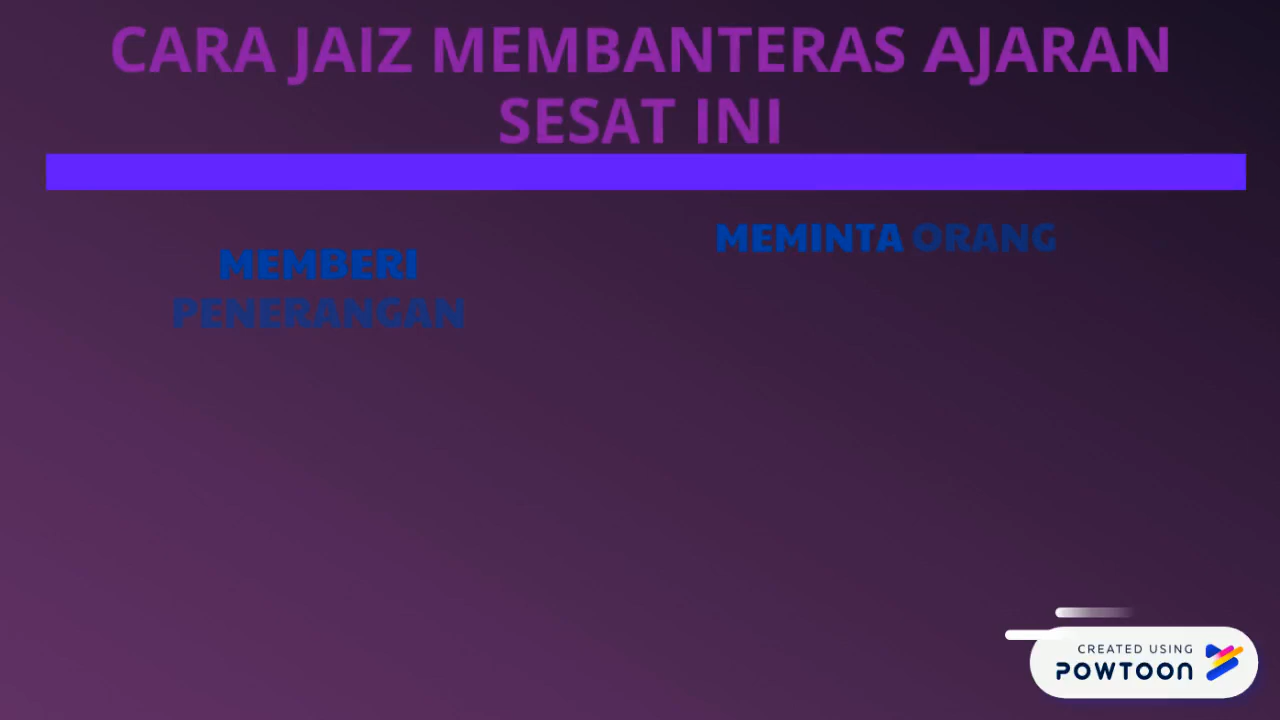 CARA JAIZ MEMBANTERAS AJARAN
SESAT INI
MEMBERI
PENERANGAN
MEMINTA ORANG
CREATED USING
POWTOON